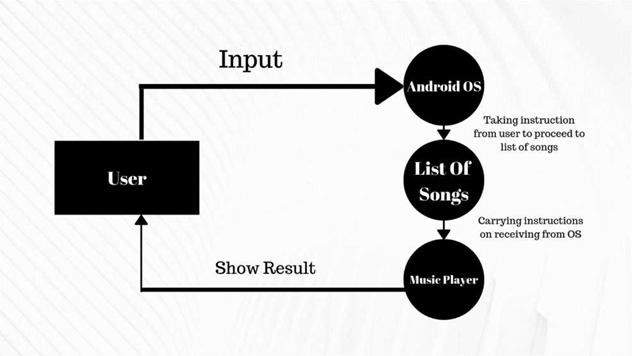 Input
Android OS
Taking instruction
from user to proceed to
list of songs
User
List Of
Songs
Carrying instructions
on receiving from OS
Show Result
Music Player